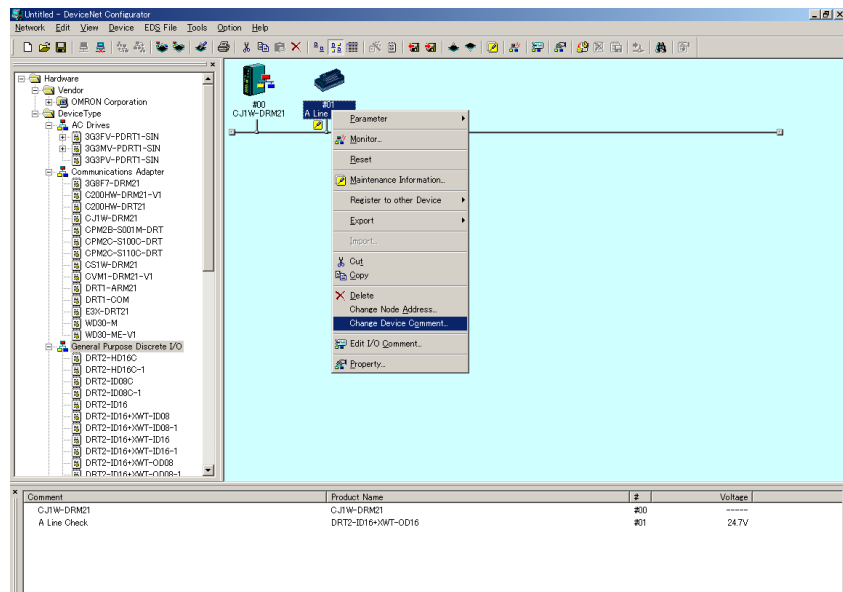 Untitled - DeviceNet Configurator
Network Edit View Device EDS File Tools Option Help
Hardware
Vendor
OMRON Corporation
DeviceType
AC Drives
3G3FV-PDRT1-SIN
3G3MV-PDRT1-SIN
3G3PV-PDRT1-SIN
Communications Adapter
3G8F7-DRM21
C200HW-DRM21-V1
C200HW-DRT21
CJ1W-DRM21
CPM2B-S001M-DRT
CPM2C-S100C-DRT
CPM2C-S110C-DRT
CS1W-DRM21
CVM1-DRM21-V1
DRT1-ARM21
DRT1-COM
E3X-DRT21
WD30-M
WD30-ME-V1
General Purpose Discrete I/O
DRT2-HD16C
DRT2-HD16C-1
DRT2-ID08C
DRT2-ID08C-1
DRT2-ID16
DRT2-ID16+XWT-ID08
DRT2-ID16+XWT-ID08-1
DRT2-ID16+XWT-ID16
DRT2-ID16+XWT-ID16-1
DRT2-ID16+XWT-OD08
DRT2-ID16+XWT-OD08-1
#00
CJ1W-DRM21
#01
A Line
Parameter
Monitor...
Reset
Maintenance Information...
Register to other Device
Export
Import...
Cut
Copy
Delete
Change Node Address...
Change Device Comment...
Edit I/O Comment...
Property...
Comment Product Name # Voltage
CJ1W-DRM21 CJ1W-DRM21 #00 -----
A Line Check DRT2-ID16+XWT-OD16 #01 24.7V